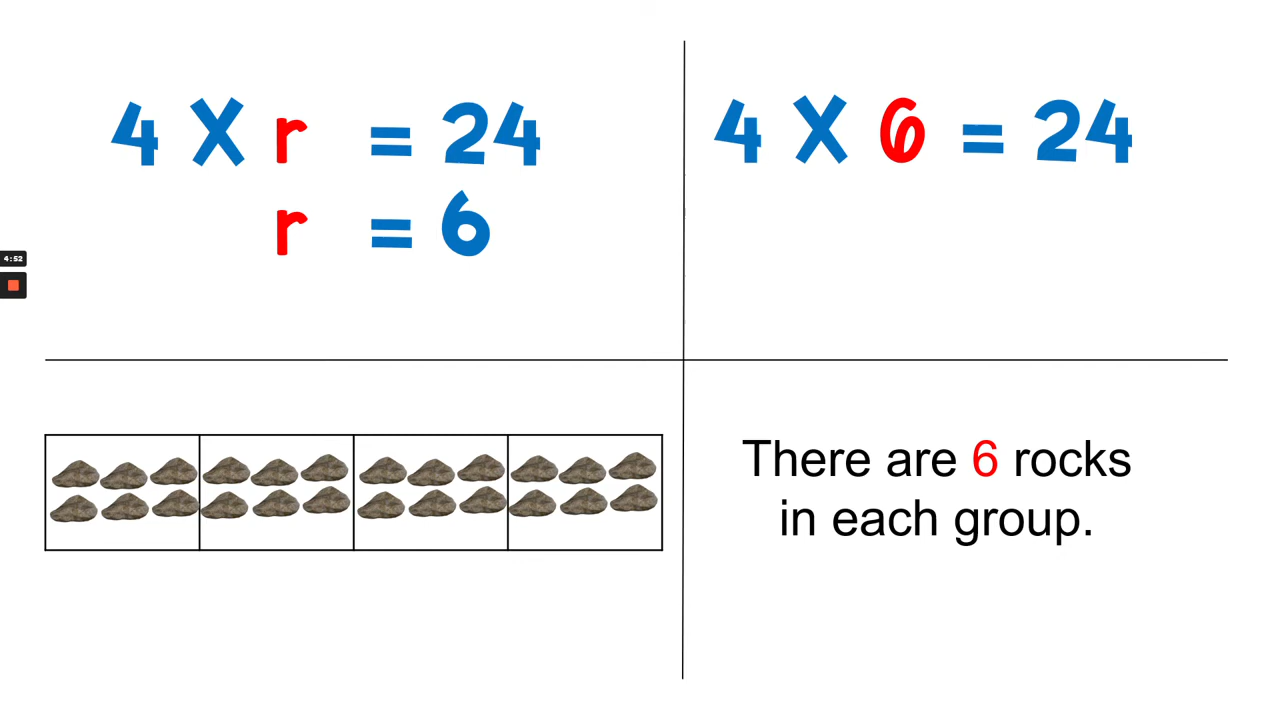 4 X r = 24
r = 6
4 X 6 = 24
4:52
There are 6 rocks
in each group.